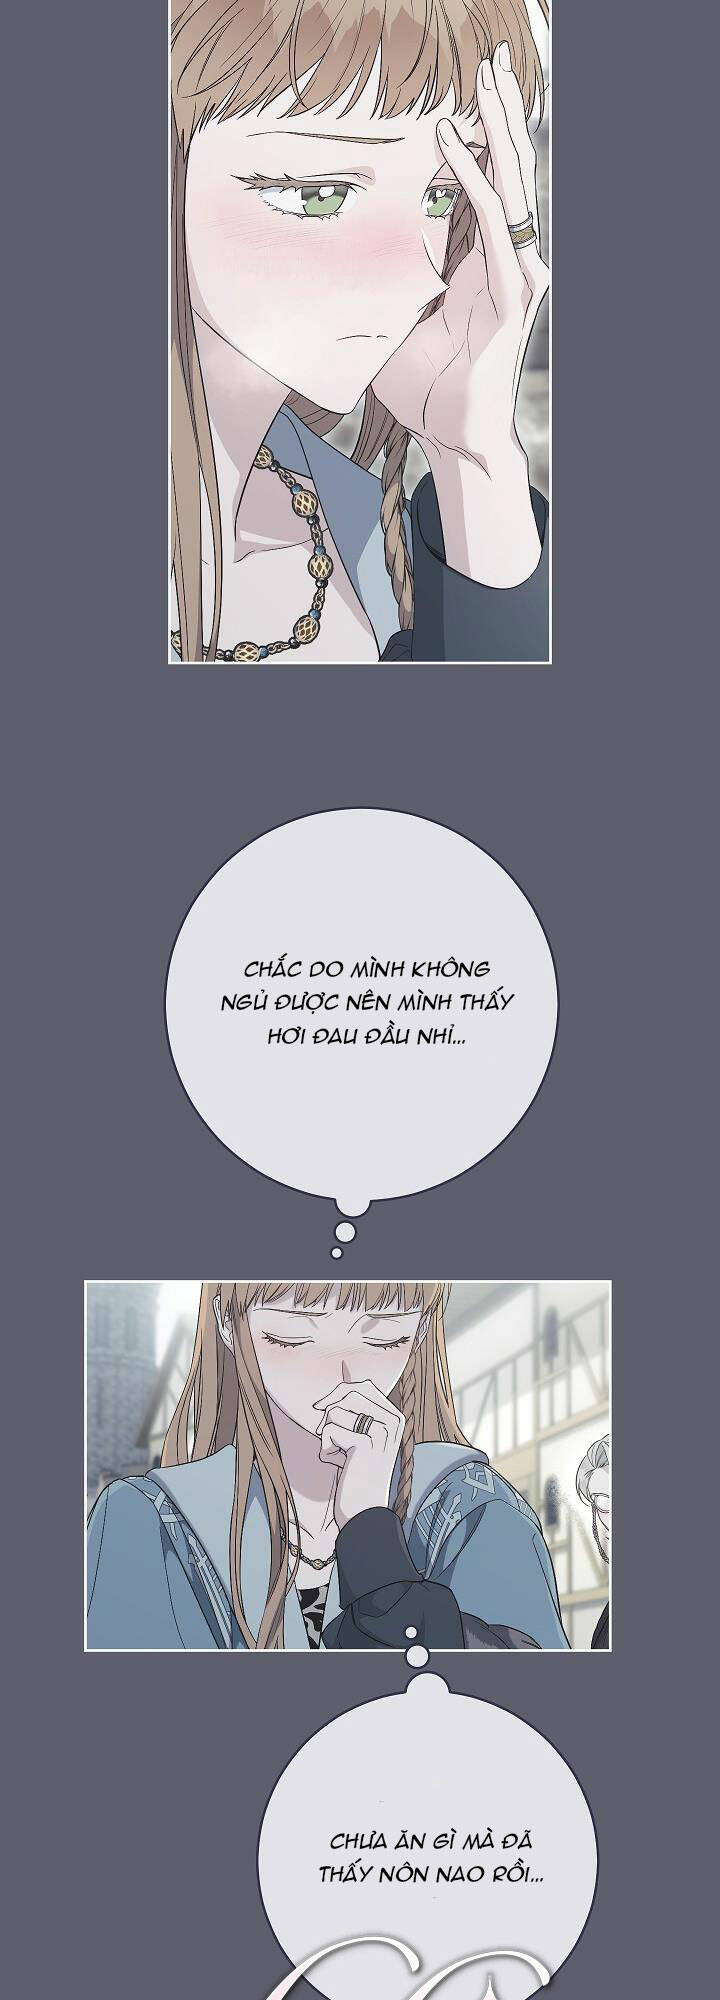 CHẮC DO MÌNH KHÔNG
NGỦ ĐƯỢC NÊN MÌNH THẤY
HƠI ĐAU ĐẦU NHỈ...
CHƯA ĂN GÌ MÀ ĐÃ
THẤY NÔN NAO RỒI...